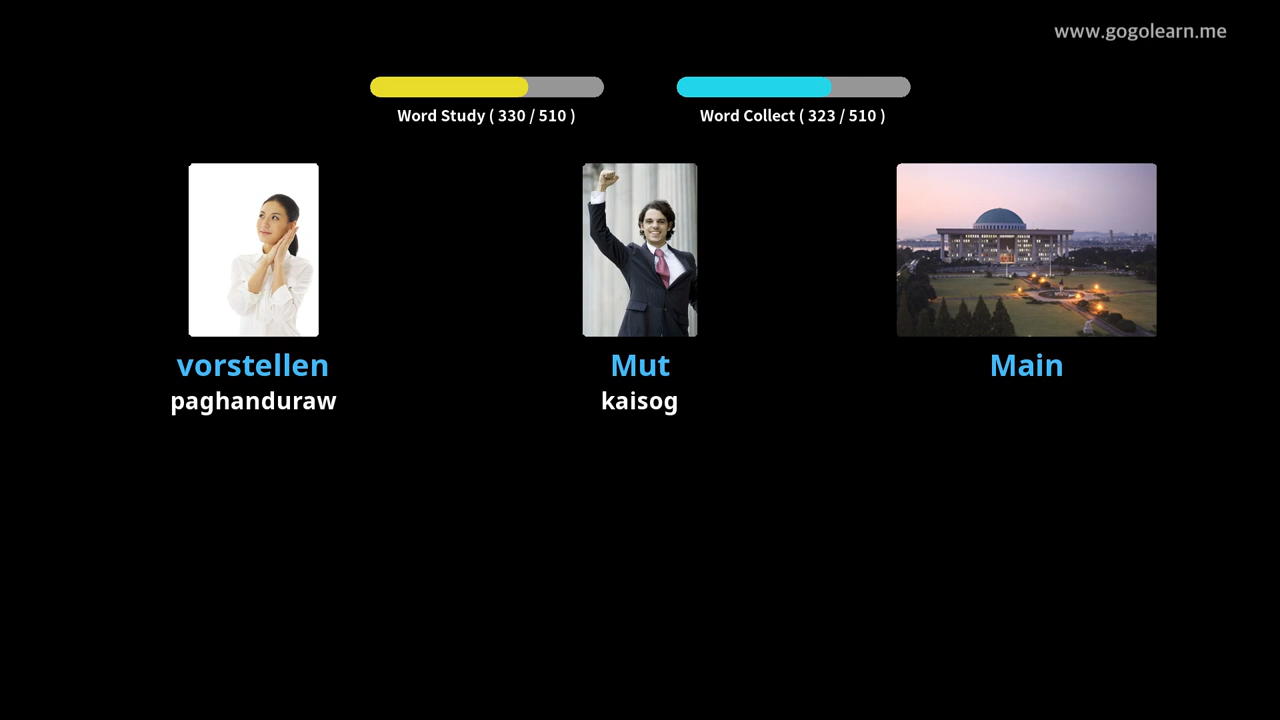 www.gogolearn.me
Word Study ( 330 / 510 )
Word Collect ( 323 / 510 )
vorstellen
paghanduraw
Mut
kaisog
Main